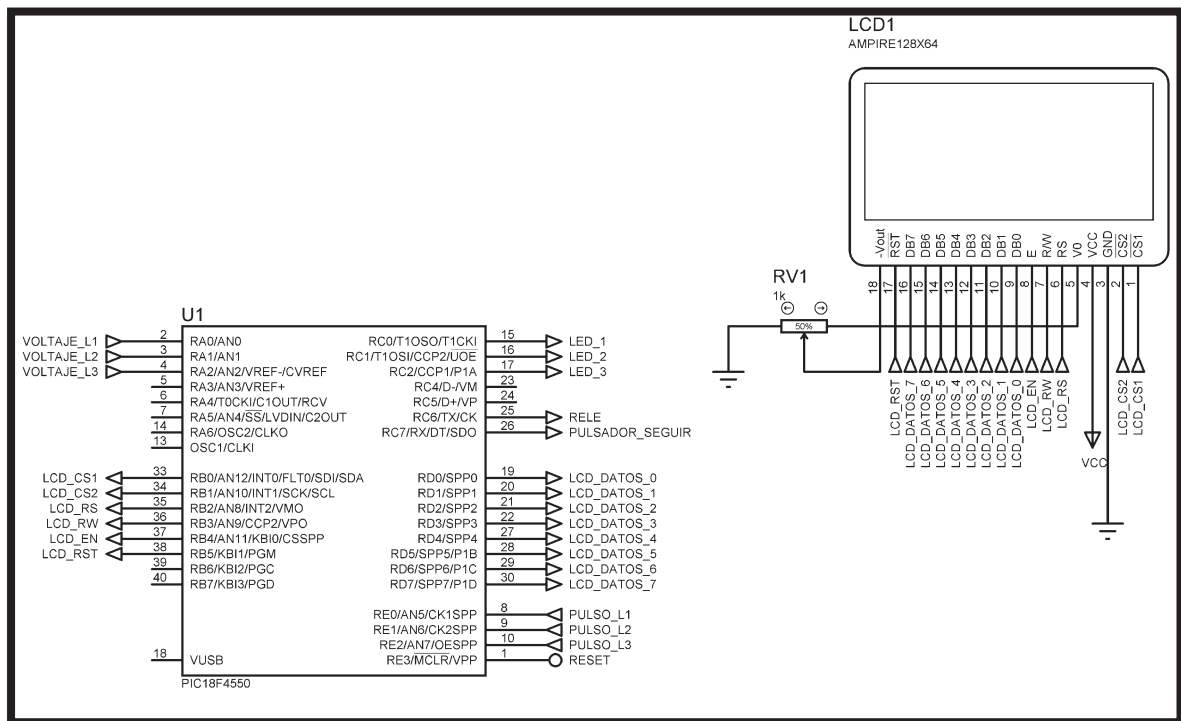 LCD1
AMPIRE128X64
-Vout
RST
DB7
DB6
DB5
DB4
DB3
DB2
DB1
DB0
E
R/W
RS
V0
VCC
GND
CS2
CS1
18
17
16
15
14
13
12
11
10
9
8
7
6
5
4
3
2
1
RV1
1k
50%
LCD_RST
LCD_DATOS_7
LCD_DATOS_6
LCD_DATOS_5
LCD_DATOS_4
LCD_DATOS_3
LCD_DATOS_2
LCD_DATOS_1
LCD_DATOS_0
LCD_EN
LCD_RW
LCD_RS
VCC
LCD_CS2
LCD_CS1
U1
VOLTAJE_L1 2 RA0/AN0 RC0/T1OSO/T1CKI 15 LED_1
VOLTAJE_L2 3 RA1/AN1 RC1/T1OSI/CCP2/UOE 16 LED_2
VOLTAJE_L3 4 RA2/AN2/VREF-/CVREF RC2/CCP1/P1A 17 LED_3
5 RA3/AN3/VREF+ RC4/D-/VM 23
6 RA4/T0CKI/C1OUT/RCV RC5/D+/VP 24
7 RA5/AN4/SS/LVDIN/C2OUT RC6/TX/CK 25 RELE
14 RA6/OSC2/CLKO RC7/RX/DT/SDO 26 PULSADOR_SEGUIR
13 OSC1/CLKI
LCD_CS1 33 RB0/AN12/INT0/FLT0/SDI/SDA RD0/SPP0 19 LCD_DATOS_0
LCD_CS2 34 RB1/AN10/INT1/SCK/SCL RD1/SPP1 20 LCD_DATOS_1
LCD_RS 35 RB2/AN8/INT2/VMO RD2/SPP2 21 LCD_DATOS_2
LCD_RW 36 RB3/AN9/CCP2/VPO RD3/SPP3 22 LCD_DATOS_3
LCD_EN 37 RB4/AN11/KBI0/CSSPP RD4/SPP4 27 LCD_DATOS_4
LCD_RST 38 RB5/KBI1/PGM RD5/SPP5/P1B 28 LCD_DATOS_5
39 RB6/KBI2/PGC RD6/SPP6/P1C 29 LCD_DATOS_6
40 RB7/KBI3/PGD RD7/SPP7/P1D 30 LCD_DATOS_7
RE0/AN5/CK1SPP 8 PULSO_L1
RE1/AN6/CK2SPP 9 PULSO_L2
RE2/AN7/OESPP 10 PULSO_L3
18 VUSB RE3/MCLR/VPP 1 RESET
PIC18F4550